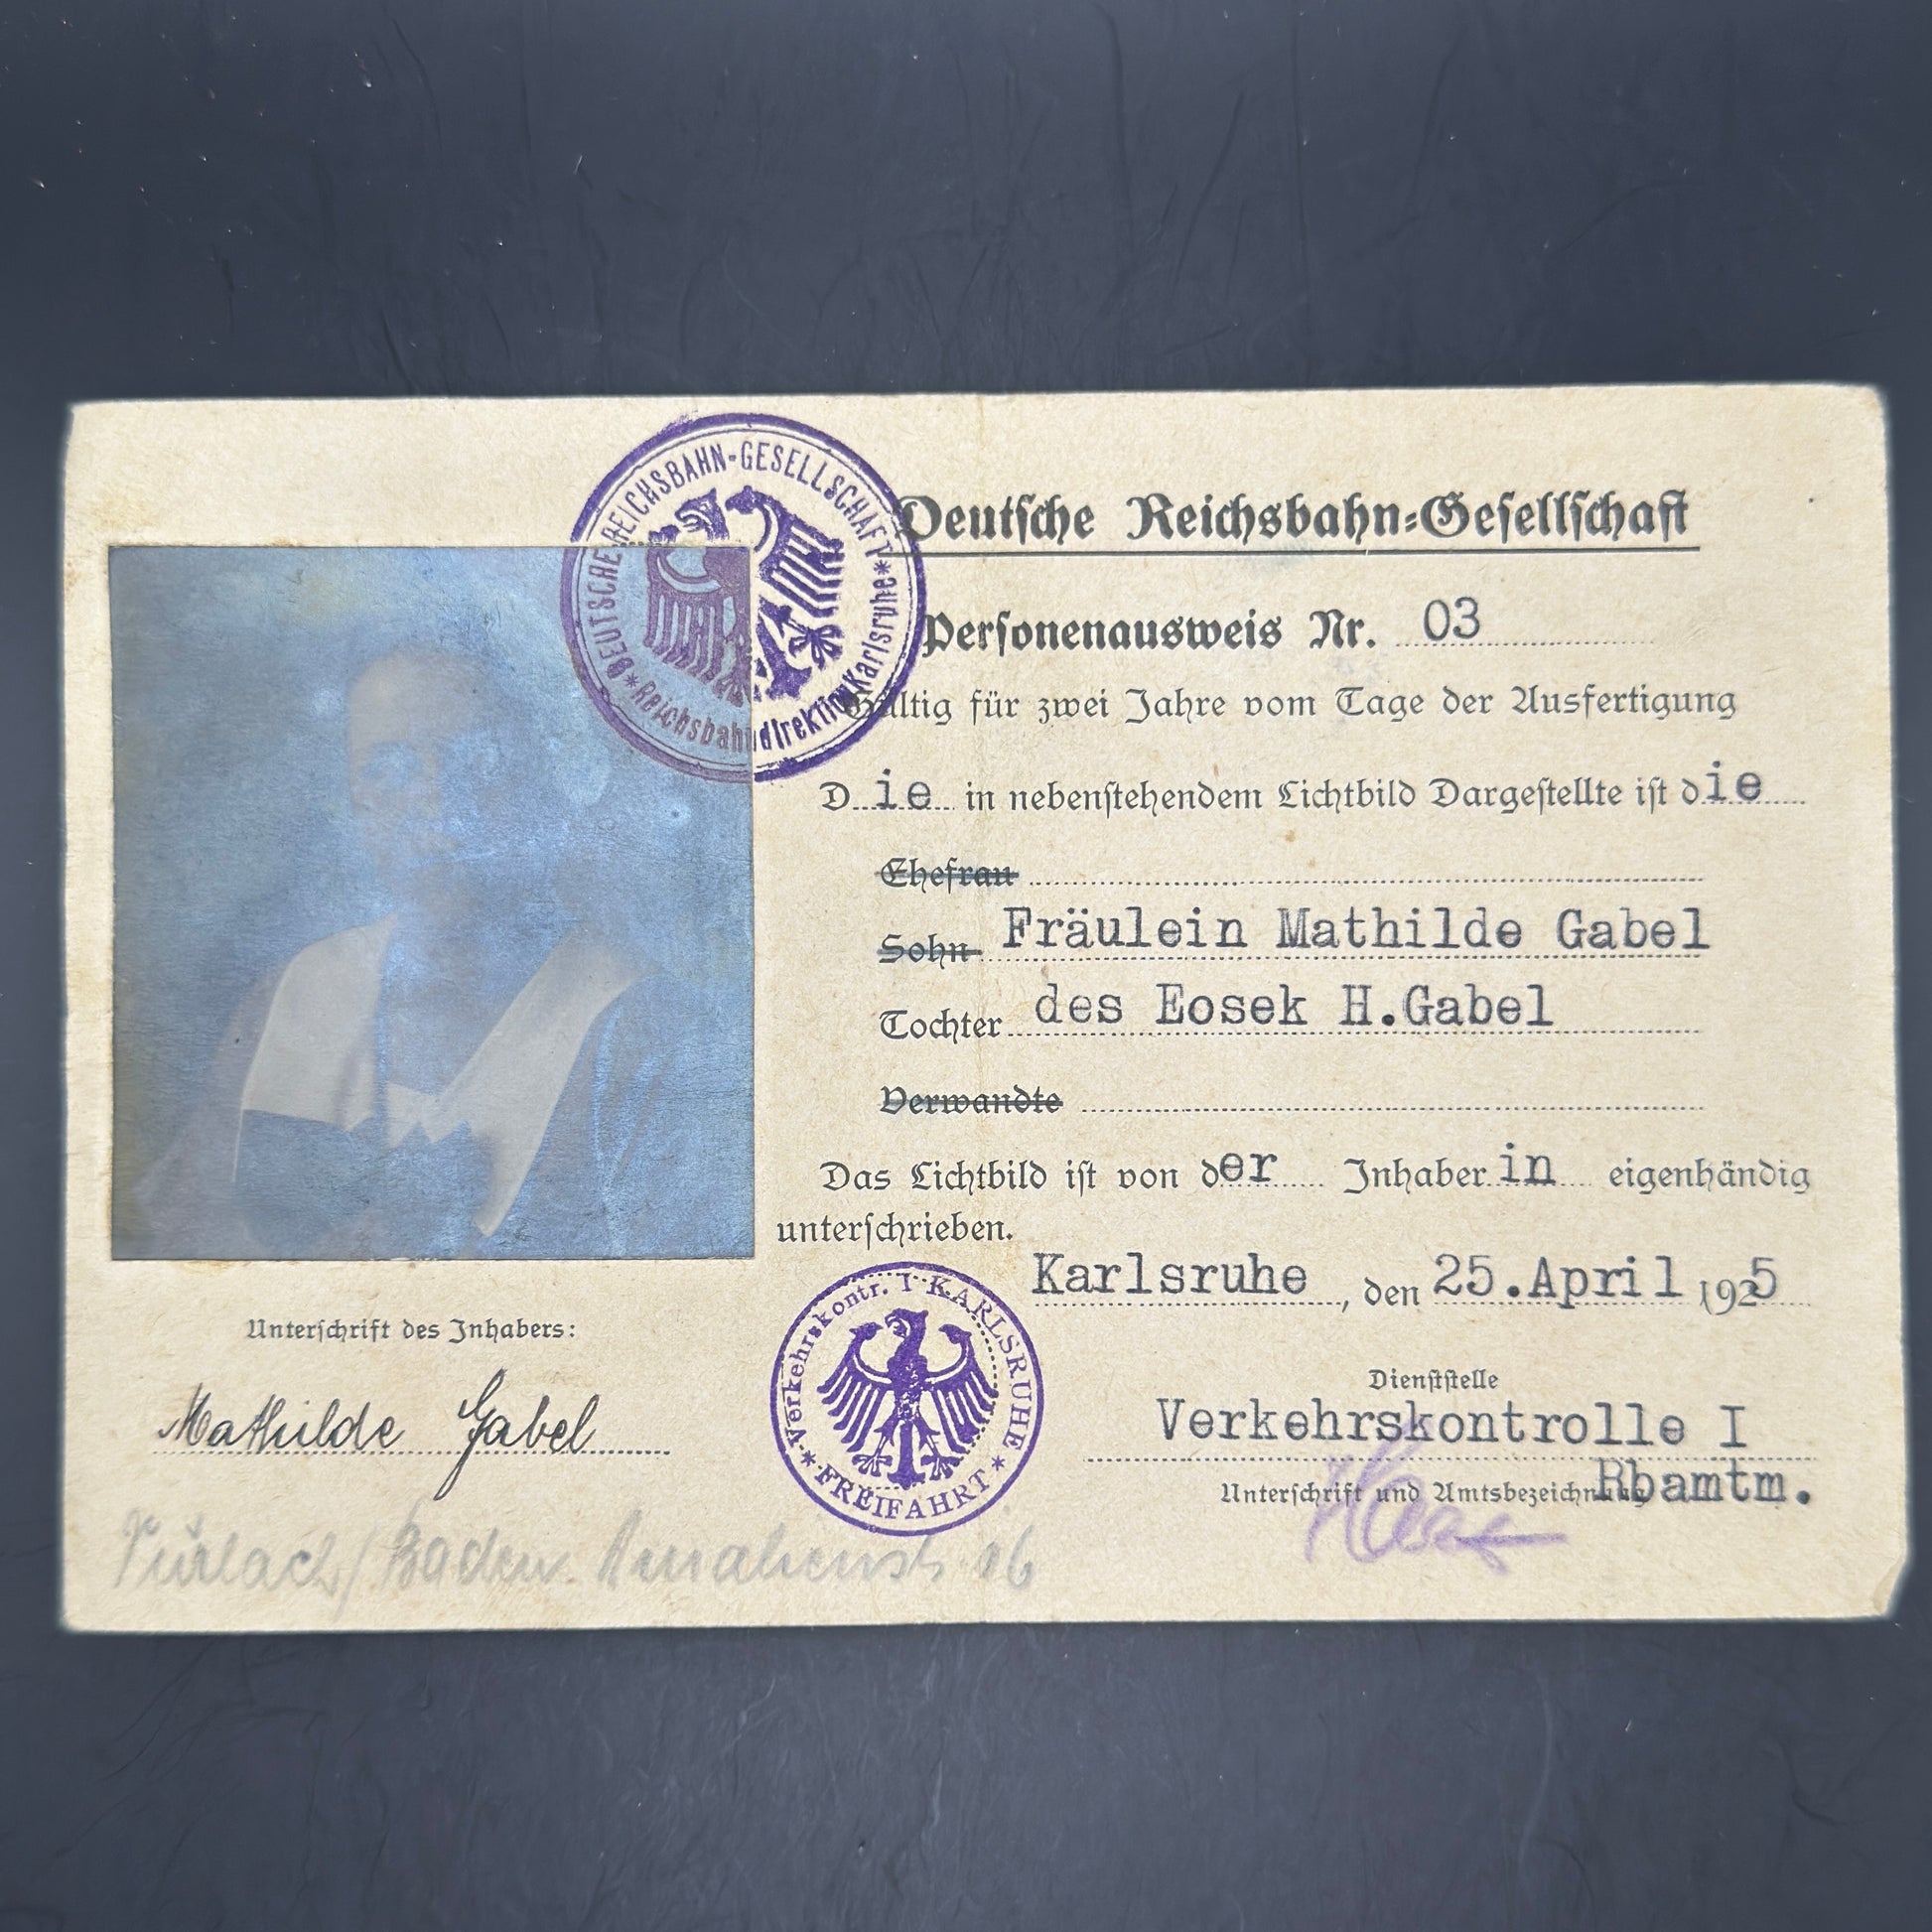 DEUTSCHE REICHSBAHN-GESELLSCHAFT
* Reichsbahndirektion Karlsruhe *
Deutsche Reichsbahn-Gesellschaft
Personenausweis Nr. 03
Gültig für zwei Jahre vom Tage der Ausfertigung
Die in nebenstehendem Lichtbild Dargestellte ist die
Ehefrau
Sohn Fräulein Mathilde Gabel
Tochter des Eosek H.Gabel
Verwandte
Das Lichtbild ist von der Inhaberin eigenhändig
unterschrieben.
Karlsruhe, den 25.April 1925
Unterschrift des Inhabers:
Mathilde Gabel
Verkehrskontr. I KARLSRUHE
* FREIFAHRT *
Dienststelle
Verkehrskontrolle I
Unterschrift und Amtsbezeichnung Rbamtm.
/Baden 16